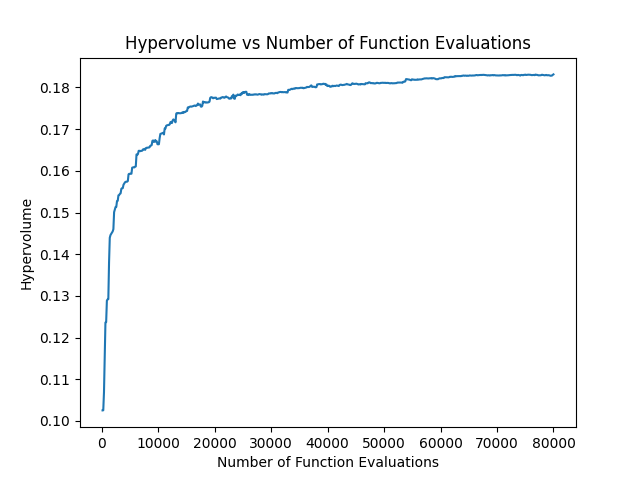 Hypervolume vs Number of Function Evaluations
Hypervolume
0.18
0.17
0.16
0.15
0.14
0.13
0.12
0.11
0.10
0 10000 20000 30000 40000 50000 60000 70000 80000
Number of Function Evaluations